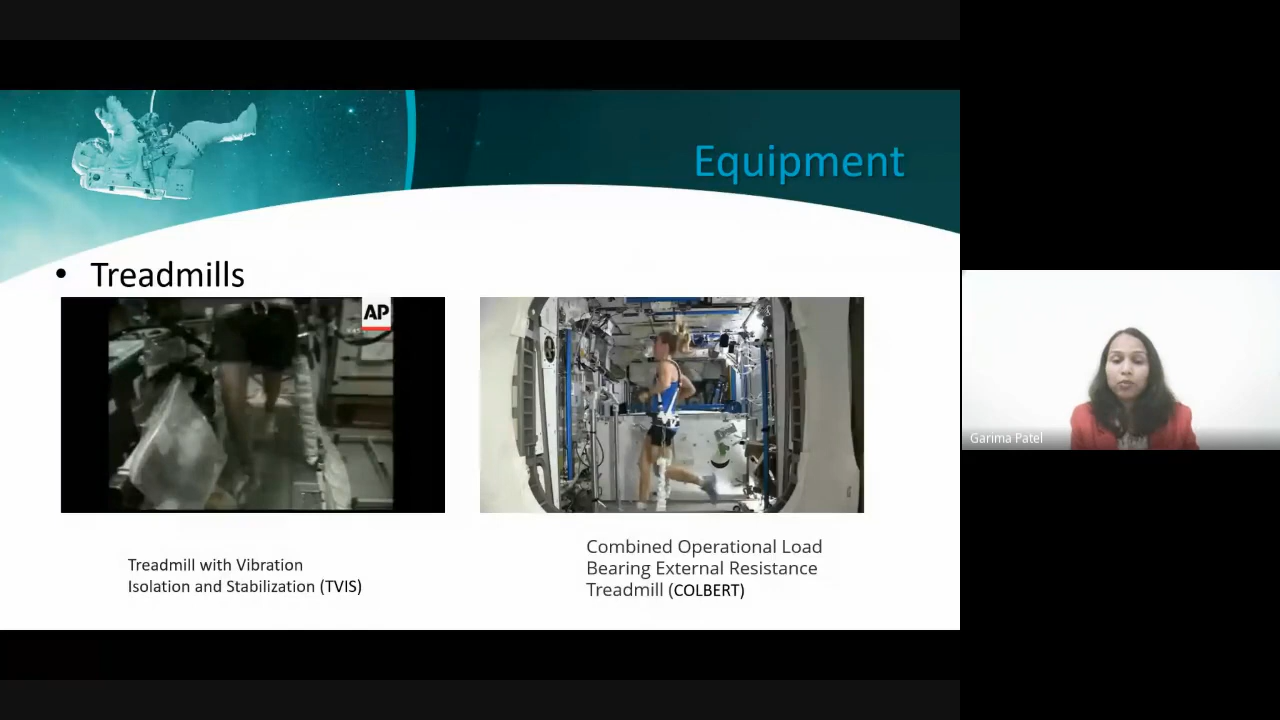 Equipment
• Treadmills
AP
Treadmill with Vibration
Isolation and Stabilization (TVIS)
Combined Operational Load
Bearing External Resistance
Treadmill (COLBERT)
Garima Patel